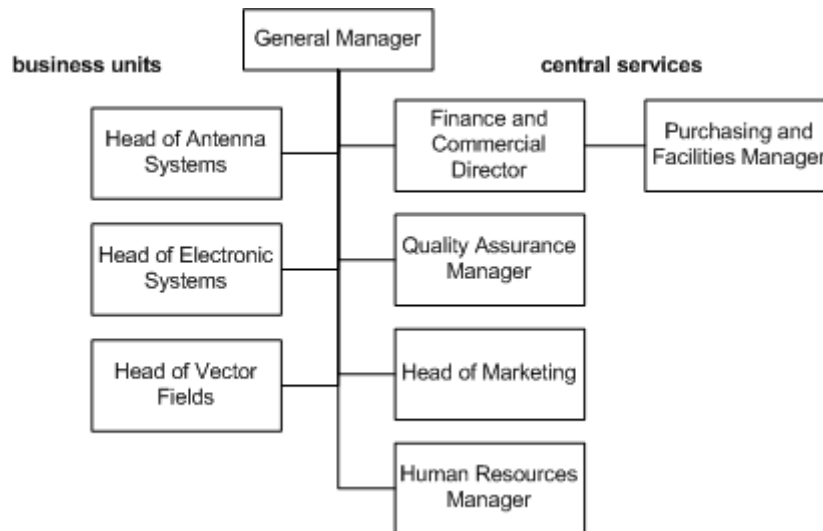 General Manager
business units
central services
Head of Antenna
Systems
Finance and
Commercial
Director
Purchasing and
Facilities Manager
Head of Electronic
Systems
Quality Assurance
Manager
Head of Vector
Fields
Head of Marketing
Human Resources
Manager